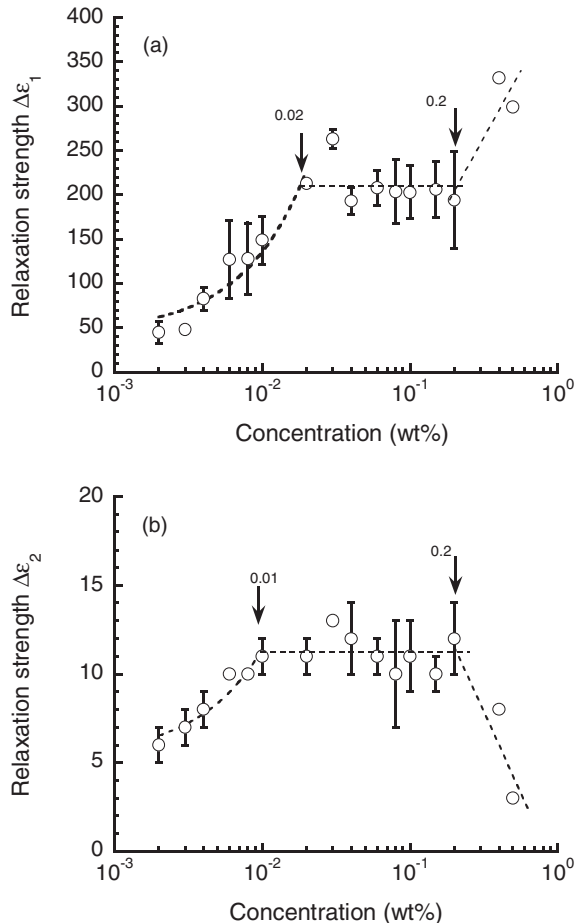 (a)
Relaxation strength Δε₁
400
350
300
250
200
150
100
50
0
0.02
0.2
10⁻³ 10⁻² 10⁻¹ 10⁰
Concentration (wt%)
(b)
Relaxation strength Δε₂
20
15
10
5
0
0.01
0.2
10⁻³ 10⁻² 10⁻¹ 10⁰
Concentration (wt%)